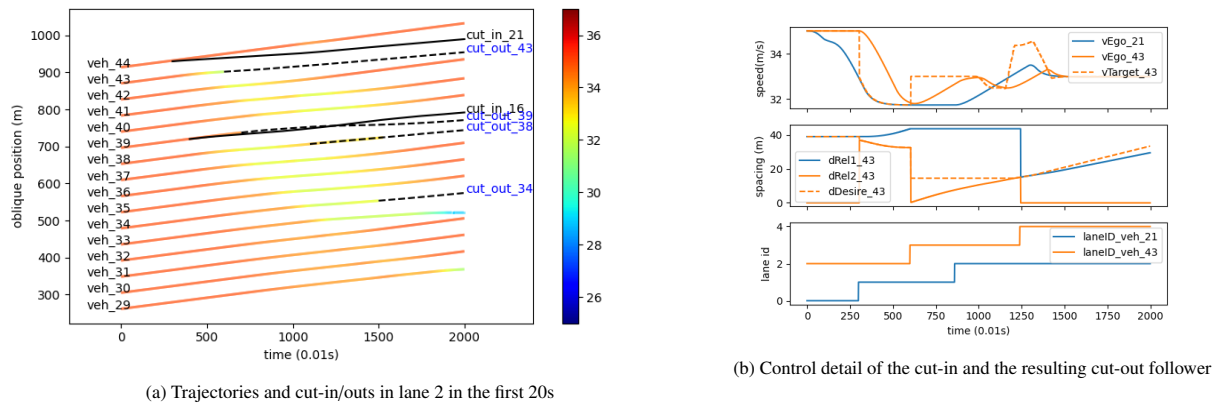 1000
900
800
700
600
500
400
300
oblique position (m)
veh_44
veh_43
veh_42
veh_41
veh_40
veh_39
veh_38
veh_37
veh_36
veh_35
veh_34
veh_33
veh_32
veh_31
veh_30
veh_29
cut_in_21
cut_out_43
cut_in_16
cut_out_39
cut_out_38
cut_out_34
0
500
1000
1500
2000
time (0.01s)
36
34
32
30
28
26
(a) Trajectories and cut-in/outs in lane 2 in the first 20s
speed(m/s)
34
32
vEgo_21
vEgo_43
vTarget_43
spacing (m)
40
20
0
dRel1_43
dRel2_43
dDesire_43
lane id
4
2
0
laneID_veh_21
laneID_veh_43
0 250 500 750 1000 1250 1500 1750 2000
time (0.01s)
(b) Control detail of the cut-in and the resulting cut-out follower